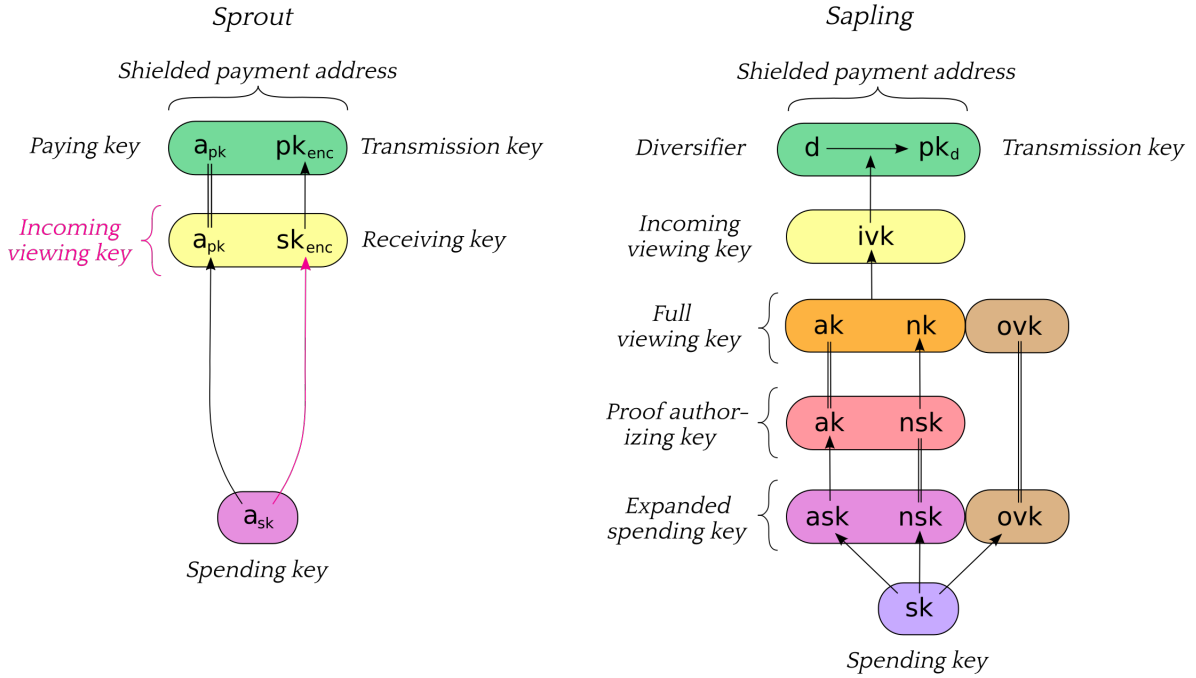 Sprout
Shielded payment address
Paying key
a_pk
pk_enc
Transmission key
Incoming
viewing key
a_pk
sk_enc
Receiving key
a_sk
Spending key
Sapling
Shielded payment address
Diversifier
d
pk_d
Transmission key
Incoming
viewing key
ivk
Full
viewing key
ak
nk
ovk
Proof author-
izing key
ak
nsk
Expanded
spending key
ask
nsk
ovk
sk
Spending key